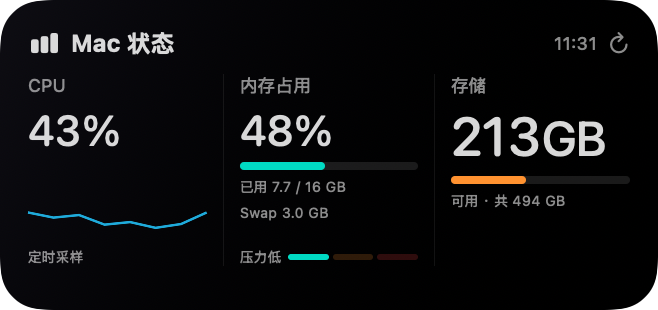 Mac 状态
11:31
CPU
43%
定时采样
内存占用
48%
已用 7.7 / 16 GB
Swap 3.0 GB
压力低
存储
213GB
可用 · 共 494 GB